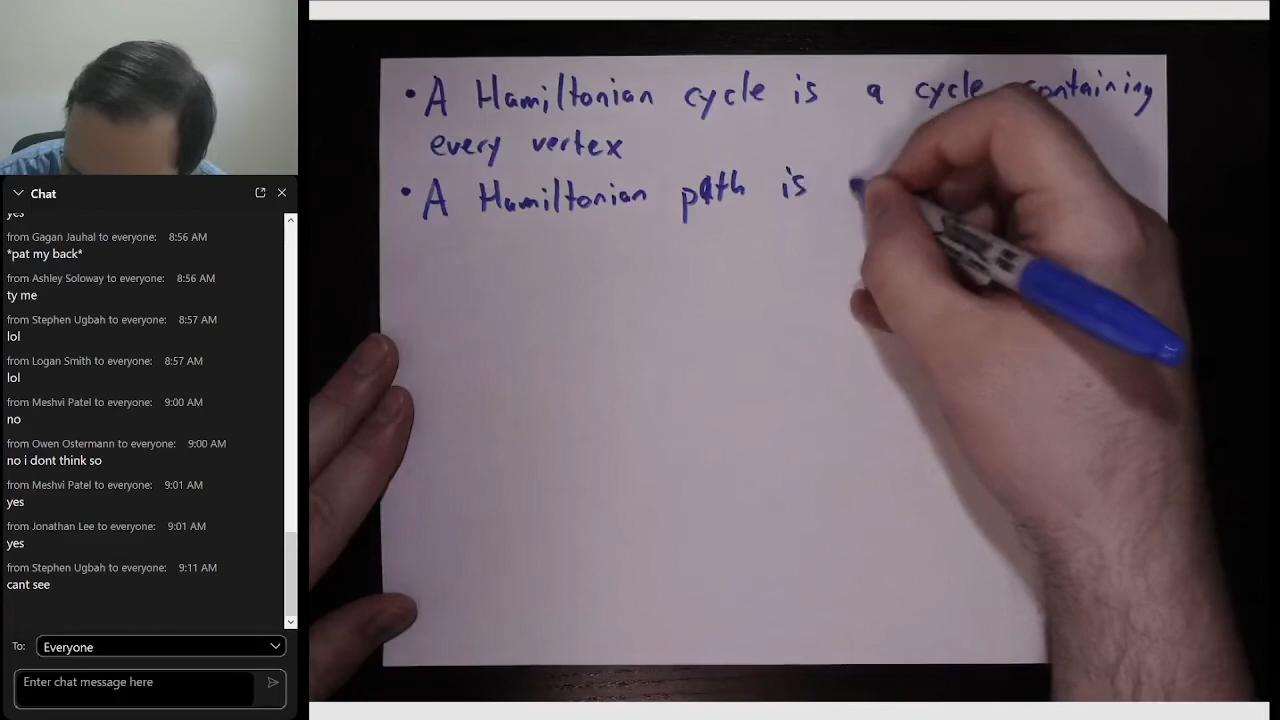 Chat
yes
from Gagan Jauhal to everyone: 8:56 AM
*pat my back*
from Ashley Soloway to everyone: 8:56 AM
ty me
from Stephen Ugbah to everyone: 8:57 AM
lol
from Logan Smith to everyone: 8:57 AM
lol
from Meshvi Patel to everyone: 9:00 AM
no
from Owen Ostermann to everyone: 9:00 AM
no i dont think so
from Meshvi Patel to everyone: 9:01 AM
yes
from Jonathan Lee to everyone: 9:01 AM
yes
from Stephen Ugbah to everyone: 9:11 AM
cant see
To: Everyone
Enter chat message here
• A Hamiltonian cycle is a cycle containing
every vertex
• A Hamiltonian path is